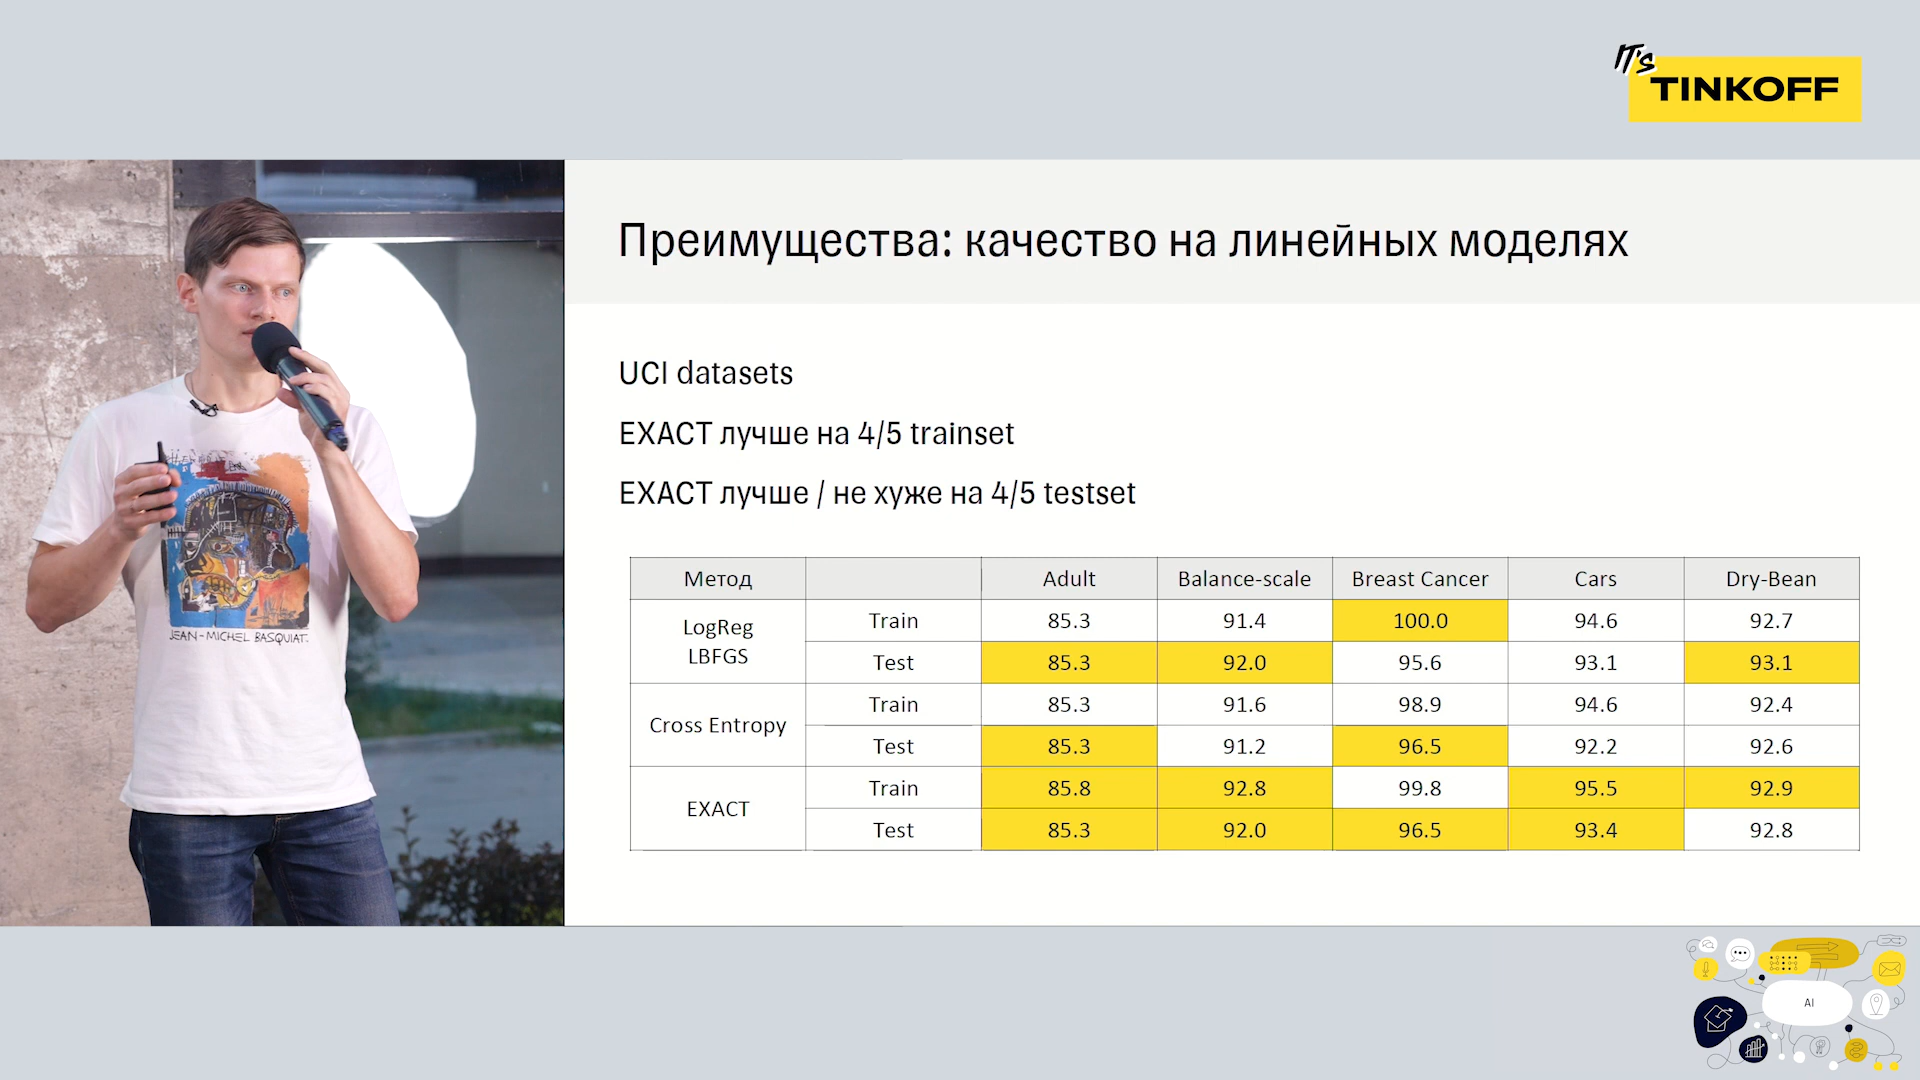 IT's
TINKOFF
Преимущества: качество на линейных моделях
UCI datasets
EXACT лучше на 4/5 trainset
EXACT лучше / не хуже на 4/5 testset
Метод Adult Balance-scale Breast Cancer Cars Dry-Bean
LogReg LBFGS Train 85.3 91.4 100.0 94.6 92.7
Test 85.3 92.0 95.6 93.1 93.1
Cross Entropy Train 85.3 91.6 98.9 94.6 92.4
Test 85.3 91.2 96.5 92.2 92.6
EXACT Train 85.8 92.8 99.8 95.5 92.9
Test 85.3 92.0 96.5 93.4 92.8
JEAN-MICHEL BASQUIAT.
AI